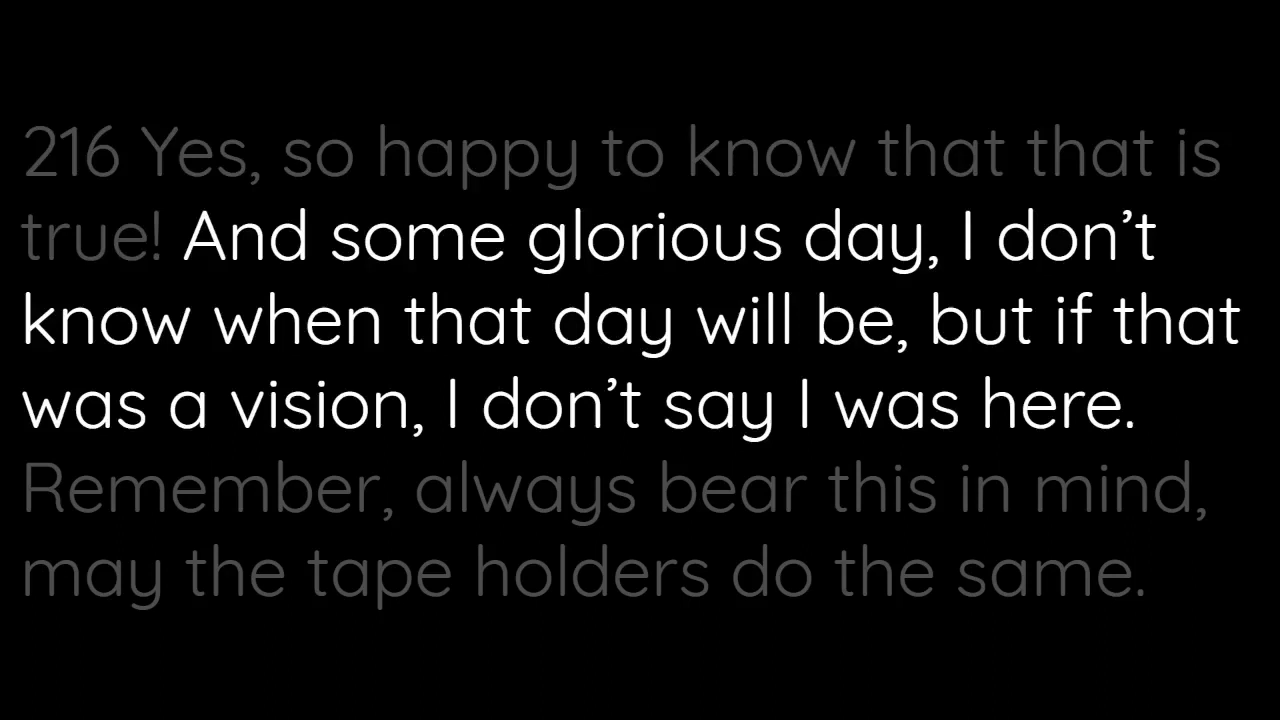 216 Yes, so happy to know that that is
true! And some glorious day, I don’t
know when that day will be, but if that
was a vision, I don’t say I was here.
Remember, always bear this in mind,
may the tape holders do the same.